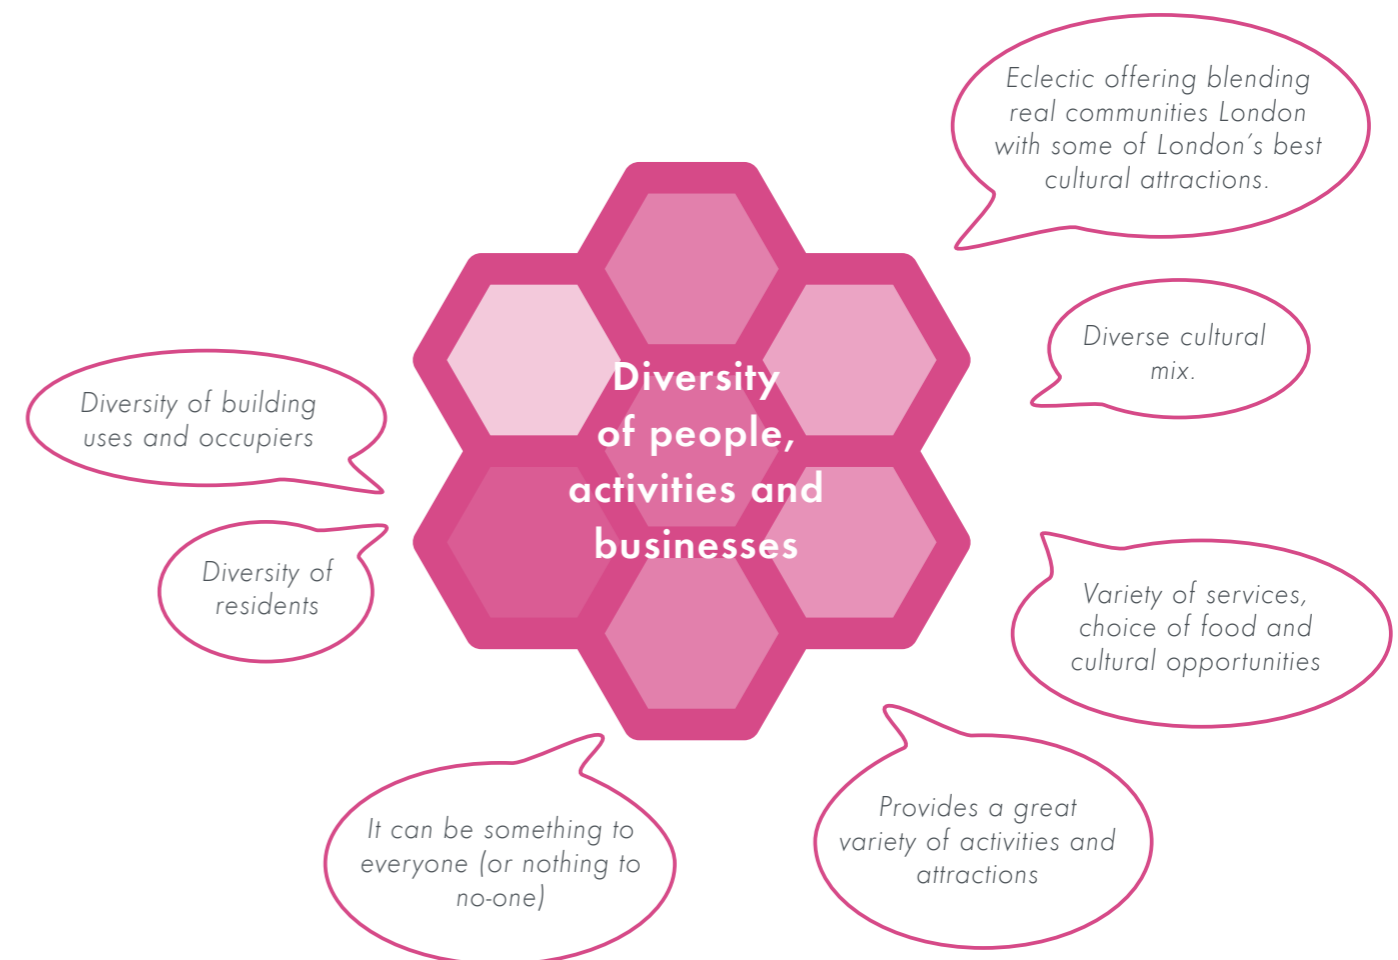 Eclectic offering blending
real communities London
with some of London's best
cultural attractions.
Diverse cultural
mix.
Diversity
of people,
activities and
businesses
Diversity of building
uses and occupiers
Diversity of
residents
Variety of services,
choice of food and
cultural opportunities
It can be something to
everyone (or nothing to
no-one)
Provides a great
variety of activities and
attractions